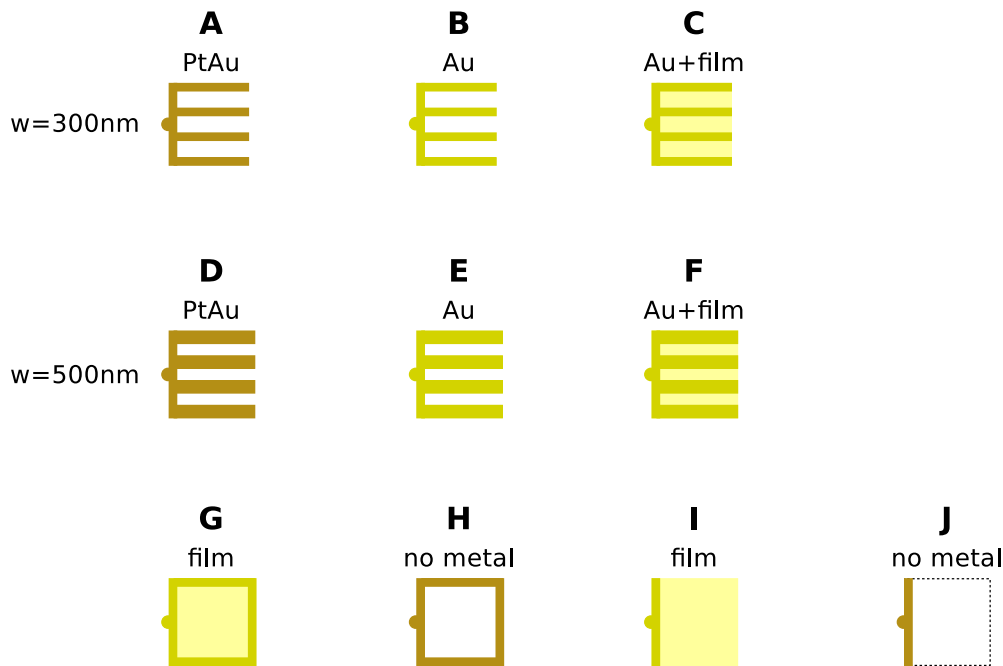 A B C
PtAu Au Au+film
w=300nm
D E F
PtAu Au Au+film
w=500nm
G H I J
film no metal film no metal